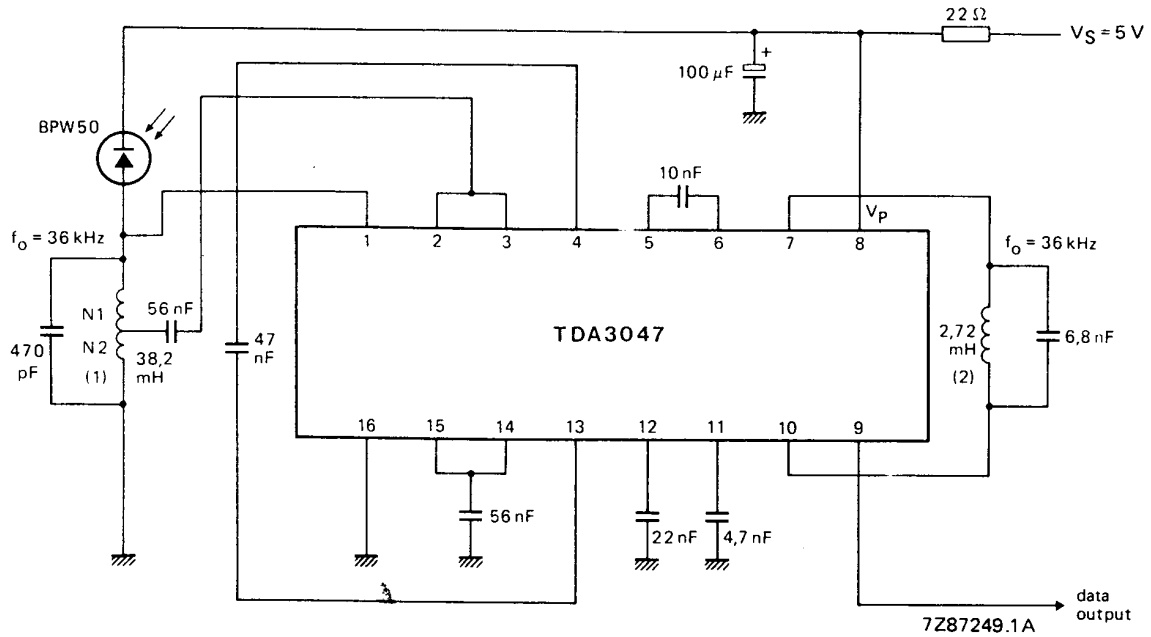 22 Ω
V_S = 5 V
+
100 µF
BPW50
10 nF
V_P
1 2 3 4 5 6 7 8
f_o = 36 kHz
f_o = 36 kHz
N1
56 nF
470 pF
N2
(1)
38,2 mH
47 nF
TDA3047
2,72 mH
(2)
6,8 nF
16 15 14 13 12 11 10 9
56 nF
22 nF
4,7 nF
data output
7Z87249.1A